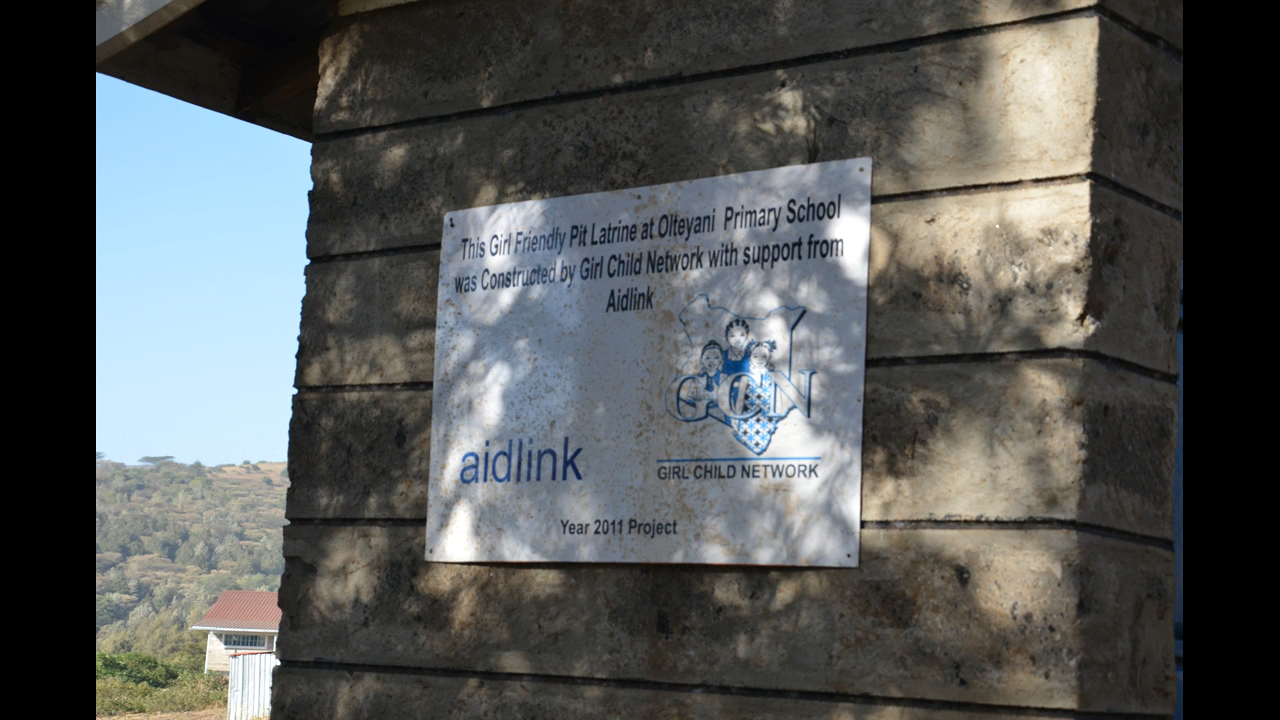 This Girl Friendly Pit Latrine at Olteyani Primary School
was Constructed by Girl Child Network with support from
Aidlink
GCN
aidlink
GIRL CHILD NETWORK
Year 2011 Project